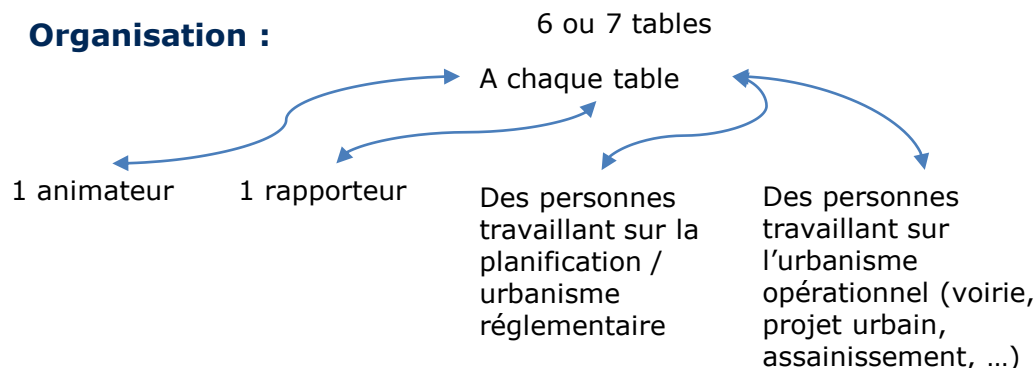 Organisation :
6 ou 7 tables
A chaque table
1 animateur
1 rapporteur
Des personnes
travaillant sur la
planification /
urbanisme
réglementaire
Des personnes
travaillant sur
l’urbanisme
opérationnel (voirie,
projet urbain,
assainissement, …)